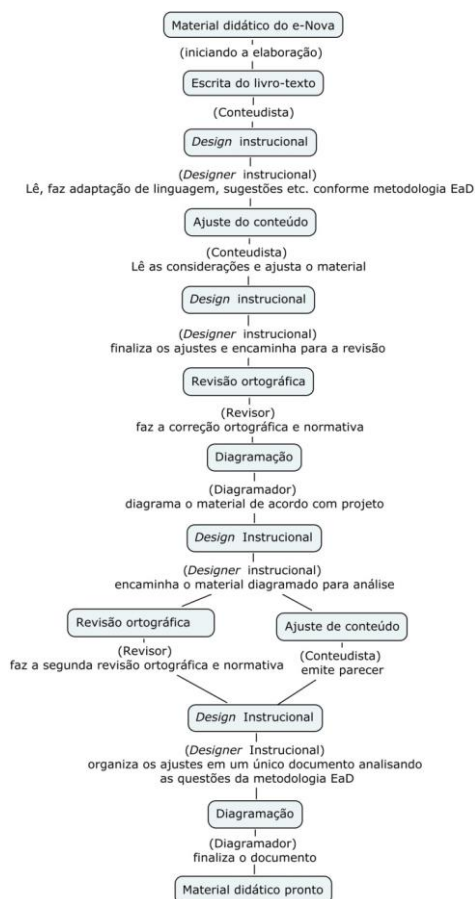 Material didático do e-Nova
(iniciando a elaboração)
Escrita do livro-texto
(Conteudista)
Design instrucional
(Designer instrucional)
Lê, faz adaptação de linguagem, sugestões etc. conforme metodologia EaD
Ajuste do conteúdo
(Conteudista)
Lê as considerações e ajusta o material
Design instrucional
(Designer instrucional)
finaliza os ajustes e encaminha para a revisão
Revisão ortográfica
(Revisor)
faz a correção ortográfica e normativa
Diagramação
(Diagramador)
diagrama o material de acordo com projeto
Design Instrucional
(Designer instrucional)
encaminha o material diagramado para análise
Revisão ortográfica
(Revisor)
faz a segunda revisão ortográfica e normativa
Ajuste de conteúdo
(Conteudista)
emite parecer
Design Instrucional
(Designer Instrucional)
organiza os ajustes em um único documento analisando
as questões da metodologia EaD
Diagramação
(Diagramador)
finaliza o documento
Material didático pronto